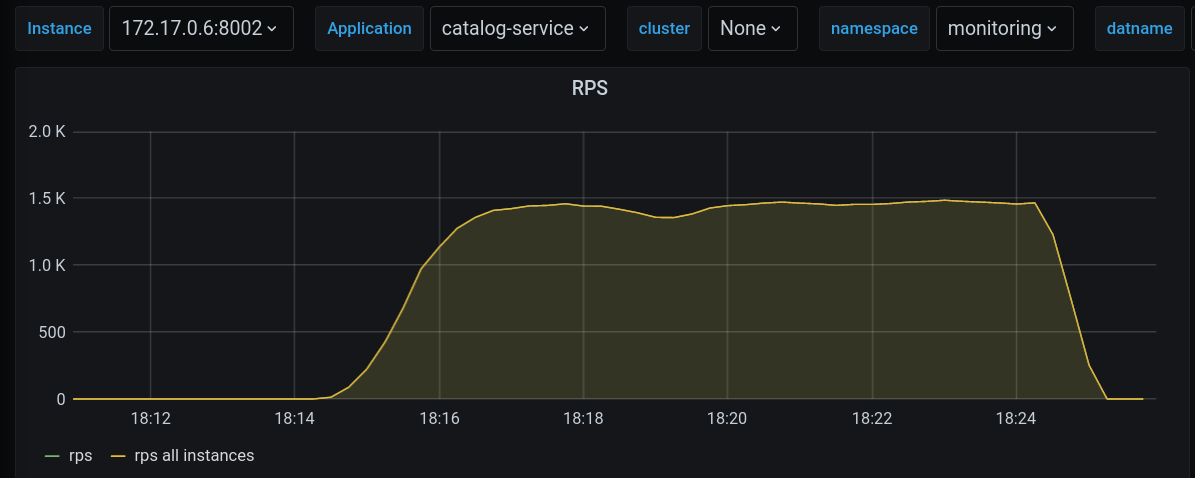 Instance 172.17.0.6:8002 Application catalog-service cluster None namespace monitoring datname
RPS
2.0 K
1.5 K
1.0 K
500
0
18:12 18:14 18:16 18:18 18:20 18:22 18:24
rps rps all instances